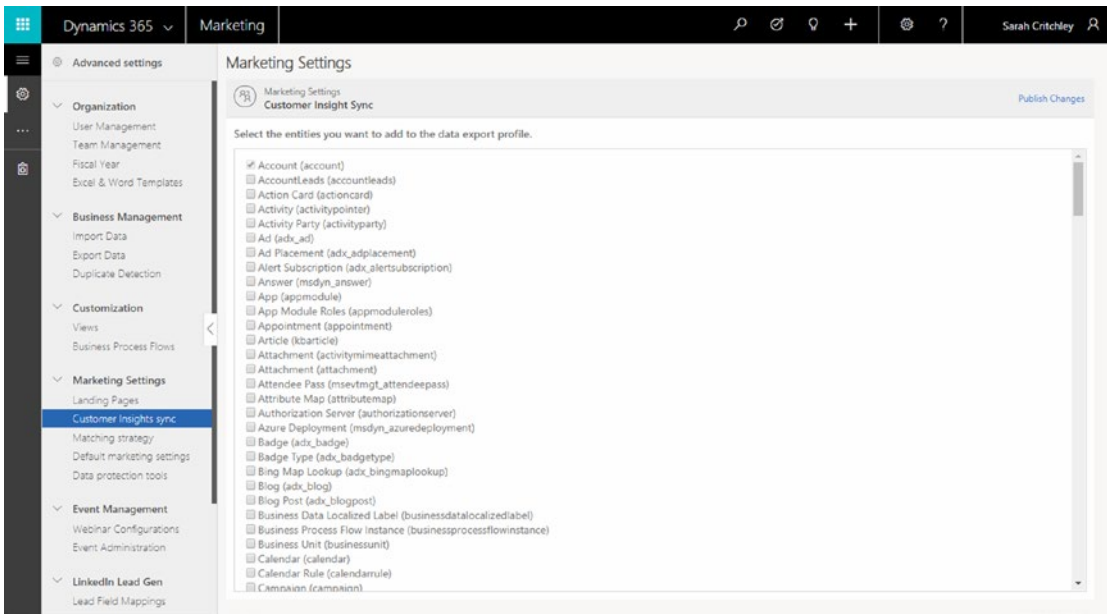 Dynamics 365
Marketing
Sarah Critchley
Advanced settings
Organization
User Management
Team Management
Fiscal Year
Excel & Word Templates
Business Management
Import Data
Export Data
Duplicate Detection
Customization
Views
Business Process Flows
Marketing Settings
Landing Pages
Customer Insights sync
Matching strategy
Default marketing settings
Data protection tools
Event Management
Webinar Configurations
Event Administration
LinkedIn Lead Gen
Lead Field Mappings
Marketing Settings
Marketing Settings
Customer Insight Sync
Publish Changes
Select the entities you want to add to the data export profile.
Account (account)
AccountLeads (accountleads)
Action Card (actioncard)
Activity (activitypointer)
Activity Party (activityparty)
Ad (adx_ad)
Ad Placement (adx_adplacement)
Alert Subscription (adx_alertsubscription)
Answer (msdyn_answer)
App (appmodule)
App Module Roles (appmoduleroles)
Appointment (appointment)
Article (kbarticle)
Attachment (activitymimeattachment)
Attachment (attachment)
Attendee Pass (msevtmgt_attendeepass)
Attribute Map (attributemap)
Authorization Server (authorizationserver)
Azure Deployment (msdyn_azuredeployment)
Badge (adx_badge)
Badge Type (adx_badgetype)
Bing Map Lookup (adx_bingmaplookup)
Blog (adx_blog)
Blog Post (adx_blogpost)
Business Data Localized Label (businessdatalocalizedlabel)
Business Process Flow Instance (businessprocessflowinstance)
Business Unit (businessunit)
Calendar (calendar)
Calendar Rule (calendarrule)
Campaign (campaign)